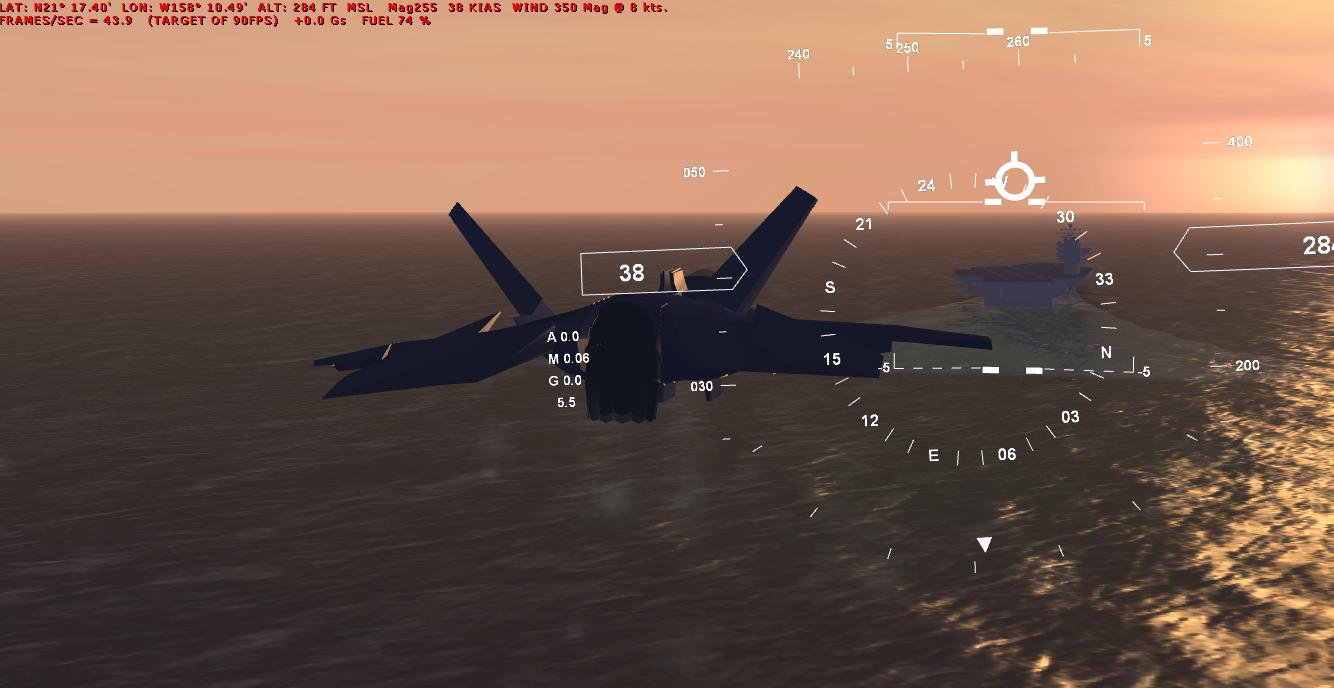 LAT: N21° 17.40' LON: W158° 10.49' ALT: 284 FT MSL Mag255 38 KIAS WIND 350 Mag @ 8 kts.
FRAMES/SEC = 43.9 (TARGET OF 90FPS) +0.0 Gs FUEL 74 %
240
5
250
260
5
400
050
24
W
21
30
38
284
S
33
A 0.0
M 0.06
G 0.0
5.5
15
N
-5
-5
200
030
12
03
E
06